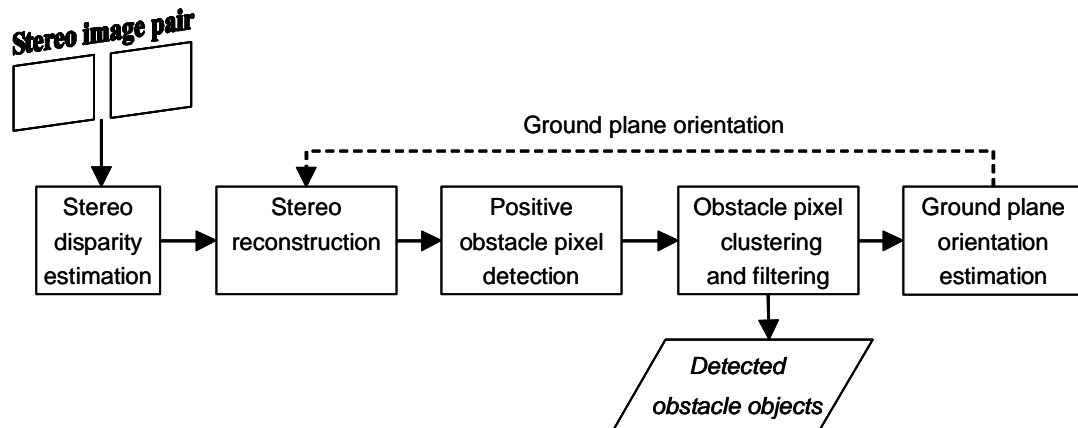 Stereo image pair
Ground plane orientation
Stereo
disparity
estimation
Stereo
reconstruction
Positive
obstacle pixel
detection
Obstacle pixel
clustering
and filtering
Ground plane
orientation
estimation
Detected
obstacle objects